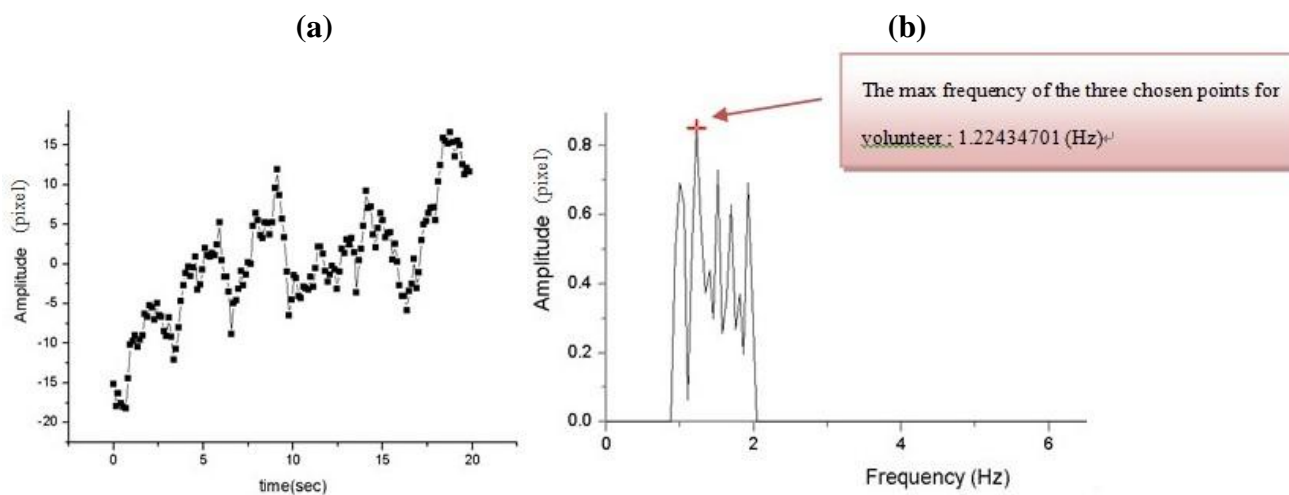 (a)
(b)
The max frequency of the three chosen points for
volunteer : 1.22434701 (Hz)↵
Amplitude (pixel)
15
10
5
0
-5
-10
-15
-20
0
5
10
15
20
time(sec)
Amplitude (pixel)
0.8
0.6
0.4
0.2
0.0
0
2
4
6
Frequency (Hz)